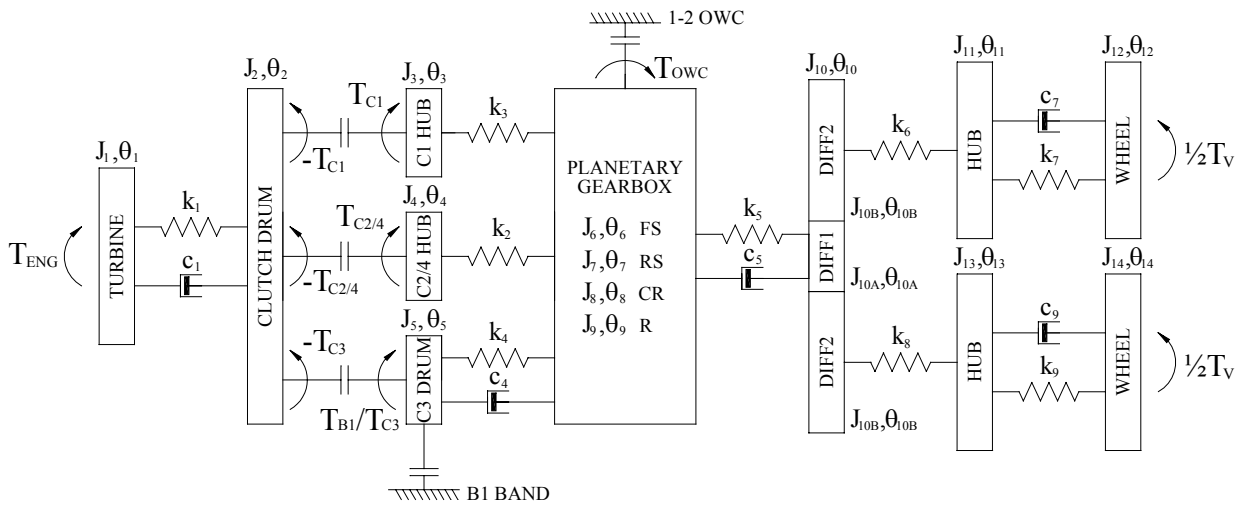 1-2 OWC
T_OWC
J₂,θ₂
J₃,θ₃
J₁₀,θ₁₀
J₁₁,θ₁₁
J₁₂,θ₁₂
T_C1
C1 HUB
k₃
-T_C1
DIFF2
k₆
HUB
c₇
k₇
WHEEL
½T_V
J₁,θ₁
T_ENG
TURBINE
k₁
c₁
CLUTCH DRUM
J₄,θ₄
T_C2/4
C2/4 HUB
k₂
-T_C2/4
PLANETARY
GEARBOX
J₆,θ₆ FS
J₇,θ₇ RS
J₈,θ₈ CR
J₉,θ₉ R
k₅
c₅
J₁₀B,θ₁₀B
DIFF1
J₁₀A,θ₁₀A
J₁₃,θ₁₃
J₁₄,θ₁₄
J₅,θ₅
-T_C3
C3 DRUM
k₄
c₄
T_B1/T_C3
DIFF2
k₈
HUB
c₉
k₉
WHEEL
½T_V
J₁₀B,θ₁₀B
B1 BAND